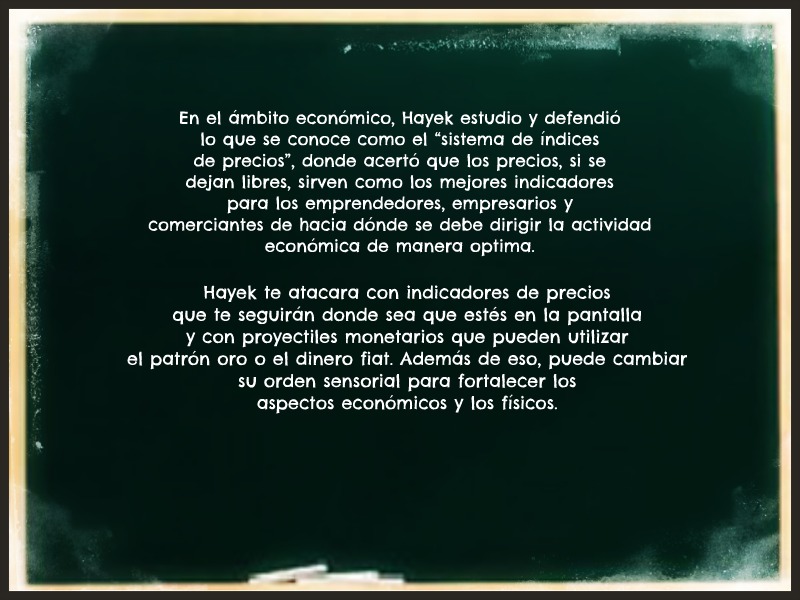 En el ámbito económico, Hayek estudio y defendió
lo que se conoce como el “sistema de índices
de precios”, donde acertó que los precios, si se
dejan libres, sirven como los mejores indicadores
para los emprendedores, empresarios y
comerciantes de hacia dónde se debe dirigir la actividad
económica de manera optima.
Hayek te atacara con indicadores de precios
que te seguirán donde sea que estés en la pantalla
y con proyectiles monetarios que pueden utilizar
el patrón oro o el dinero fiat. Además de eso, puede cambiar
su orden sensorial para fortalecer los
aspectos económicos y los físicos.